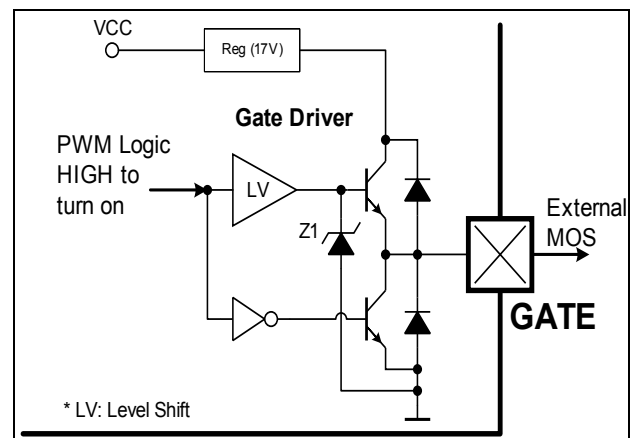 VCC
Reg (17V)
Gate Driver
PWM Logic
HIGH to
turn on
LV
Z1
External
MOS
GATE
* LV: Level Shift